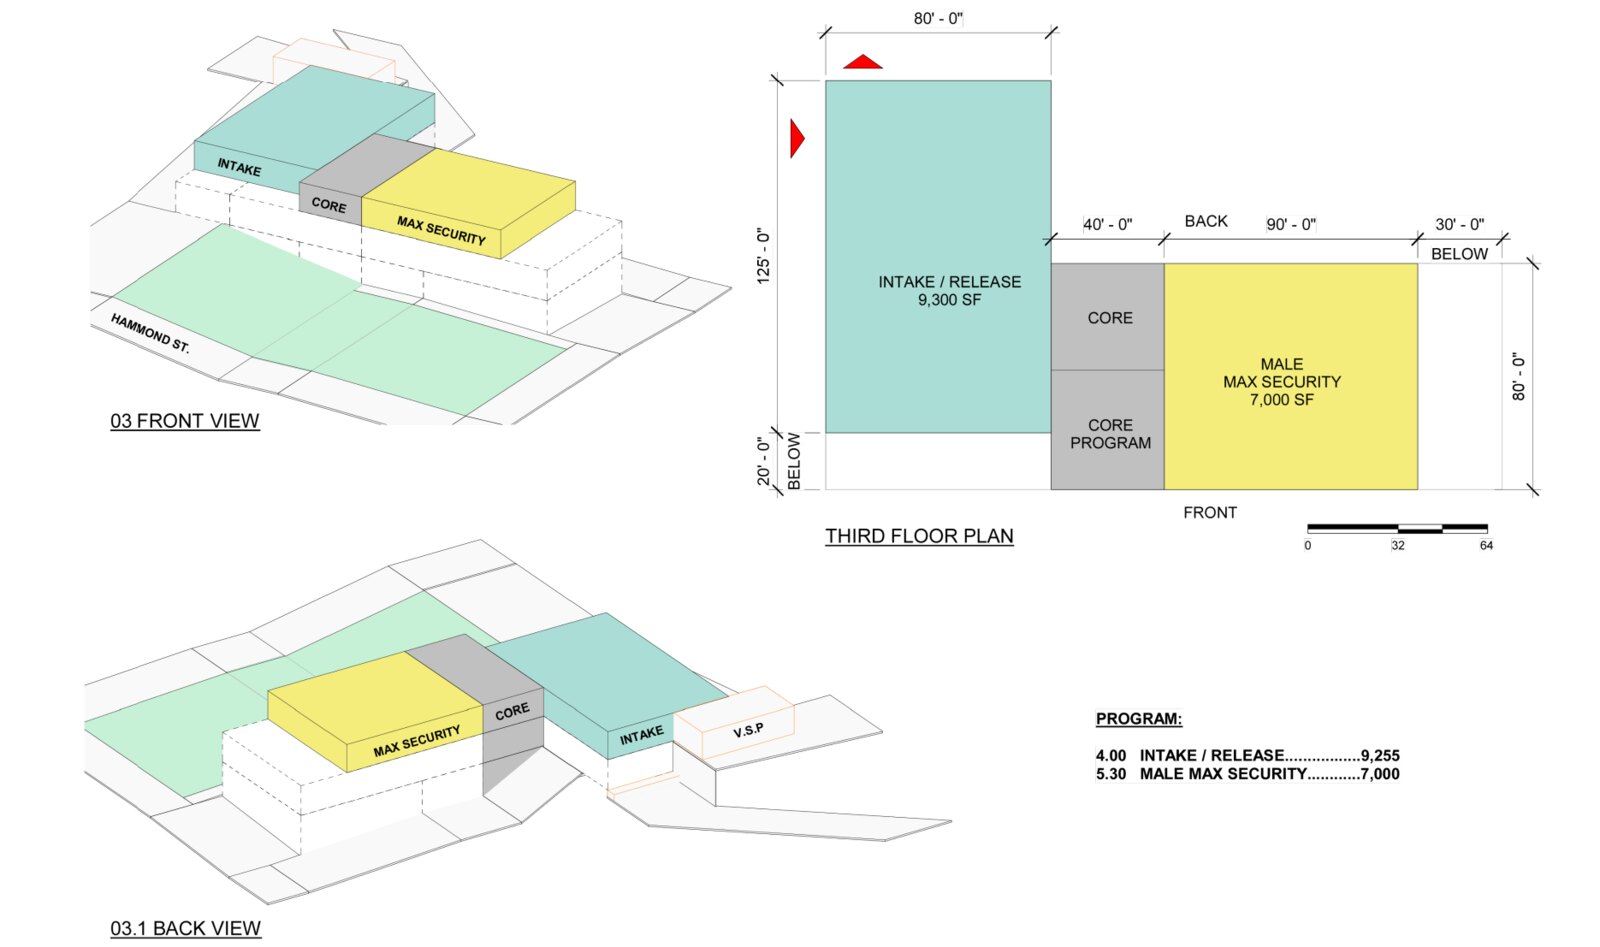 INTAKE
CORE
MAX SECURITY
HAMMOND ST.
03 FRONT VIEW
80' - 0"
125' - 0"
20' - 0"
BELOW
INTAKE / RELEASE
9,300 SF
40' - 0"
BACK
90' - 0"
30' - 0"
BELOW
CORE
CORE
PROGRAM
MALE
MAX SECURITY
7,000 SF
80' - 0"
FRONT
THIRD FLOOR PLAN
0
32
64
MAX SECURITY
CORE
INTAKE
V.S.P
03.1 BACK VIEW
PROGRAM:
4.00 INTAKE / RELEASE.................9,255
5.30 MALE MAX SECURITY............7,000